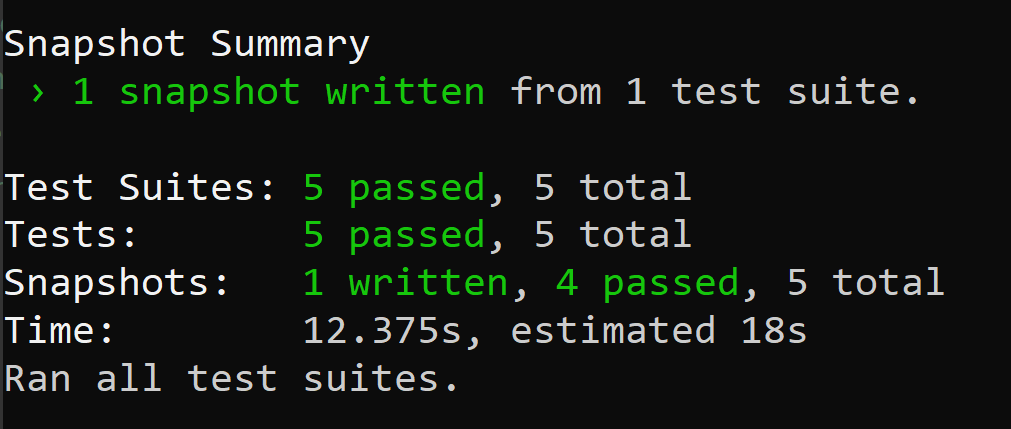 Snapshot Summary
› 1 snapshot written from 1 test suite.
Test Suites: 5 passed, 5 total
Tests: 5 passed, 5 total
Snapshots: 1 written, 4 passed, 5 total
Time: 12.375s, estimated 18s
Ran all test suites.